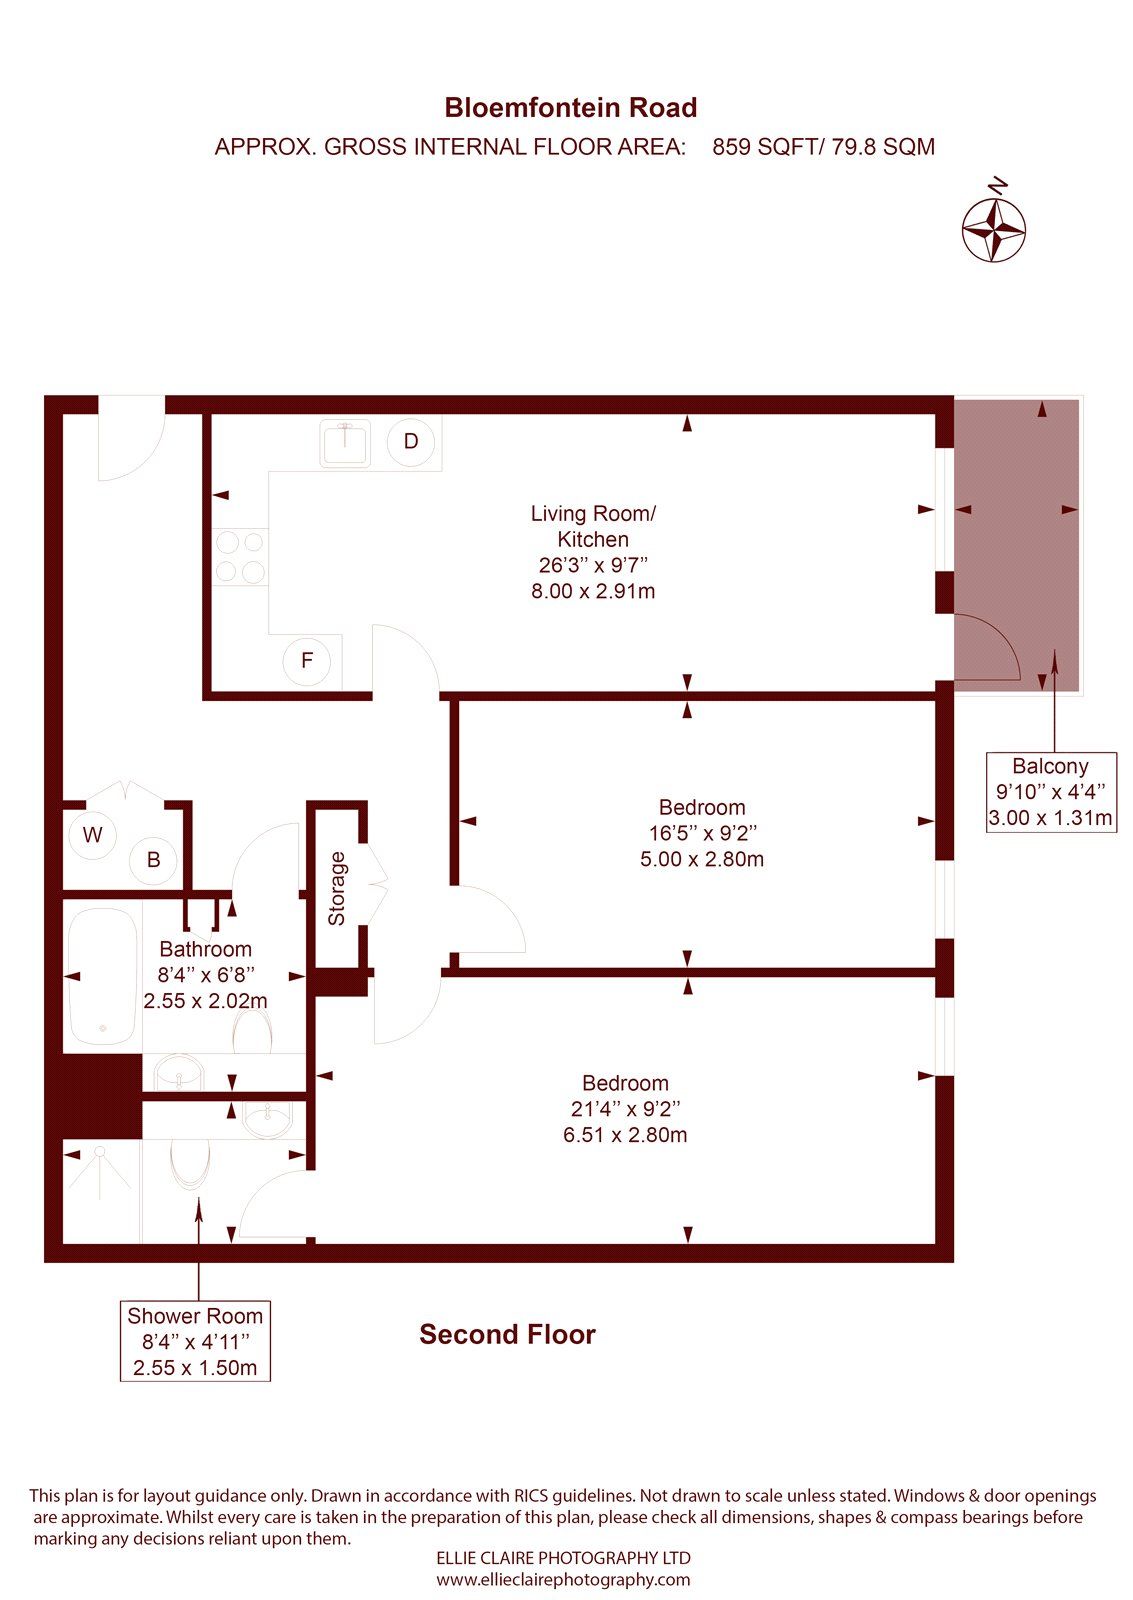 Bloemfontein Road
APPROX. GROSS INTERNAL FLOOR AREA: 859 SQFT/ 79.8 SQM
N
D
Living Room/
Kitchen
26’3’’ x 9’7’’
8.00 x 2.91m
F
Balcony
9’10’’ x 4’4’’
3.00 x 1.31m
Bedroom
16’5’’ x 9’2’’
5.00 x 2.80m
W
B
Storage
Bathroom
8’4’’ x 6’8’’
2.55 x 2.02m
Bedroom
21’4’’ x 9’2’’
6.51 x 2.80m
Shower Room
8’4’’ x 4’11’’
2.55 x 1.50m
Second Floor
This plan is for layout guidance only. Drawn in accordance with RICS guidelines. Not drawn to scale unless stated. Windows & door openings
are approximate. Whilst every care is taken in the preparation of this plan, please check all dimensions, shapes & compass bearings before
marking any decisions reliant upon them.
ELLIE CLAIRE PHOTOGRAPHY LTD
www.ellieclairephotography.com